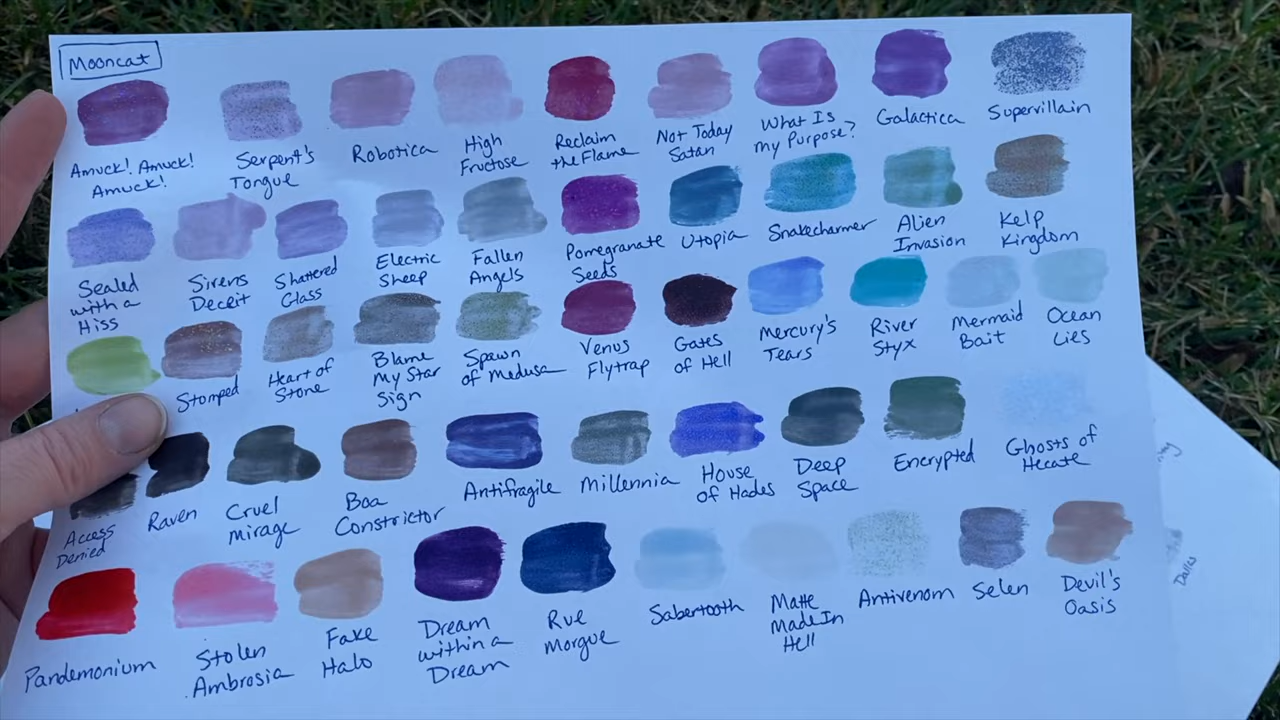 Mooncat
Amuck! Amuck!
Amuck!
Serpent's
Tongue
Robotica
High
Fructose
Reclaim
the Flame
Not Today
Satan
What Is
my Purpose?
Galactica
Supervillain
Sealed
with a
Hiss
Sirens
Deceit
Shattered
Glass
Electric
Sheep
Fallen
Angels
Pomegranate
Seeds
Utopia
Snakecharmer
Alien
Invasion
Kelp
Kingdom
Stomped
Heart of
Stone
Blame
My Star
Sign
Spawn
of Medusa
Venus
Flytrap
Gates
of Hell
Mercury's
Tears
River
Styx
Mermaid
Bait
Ocean
Lies
Access
Denied
Raven
Cruel
mirage
Boa
Constrictor
Antifragile
Millennia
House
of Hades
Deep
Space
Encrypted
Ghosts of
Hecate
Pandemonium
Stolen
Ambrosia
Fake
Halo
Dream
within a
Dream
Rue
Morgue
Sabertooth
Matte
Made In
Hell
Antivenom
Selen
Devil's
Oasis